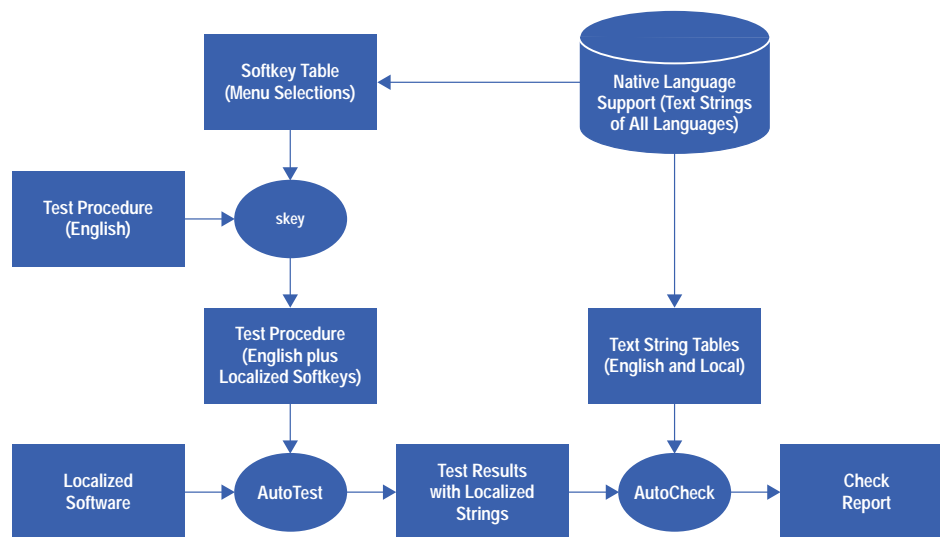 Softkey Table
(Menu Selections)
Native Language
Support (Text Strings
of All Languages)
Test Procedure
(English)
skey
Test Procedure
(English plus
Localized Softkeys)
Text String Tables
(English and Local)
Localized
Software
AutoTest
Test Results
with Localized
Strings
AutoCheck
Check
Report